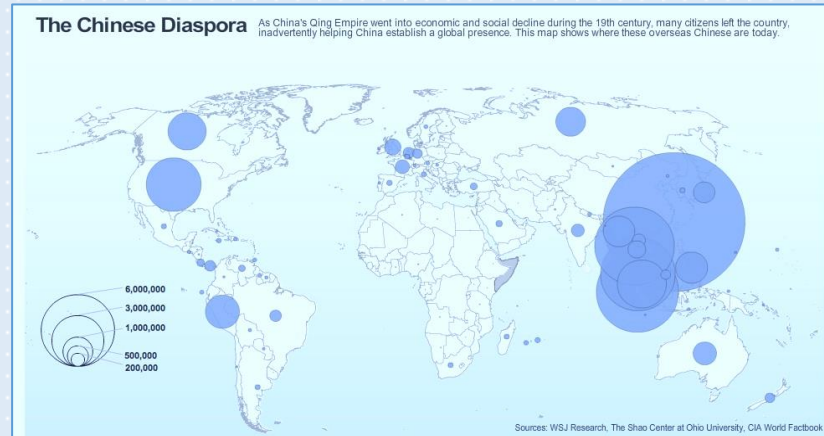 The Chinese Diaspora
As China's Qing Empire went into economic and social decline during the 19th century, many citizens left the country,
inadvertently helping China establish a global presence. This map shows where these overseas Chinese are today.
6,000,000
3,000,000
1,000,000
500,000
200,000
Sources: WSJ Research, The Shao Center at Ohio University, CIA World Factbook